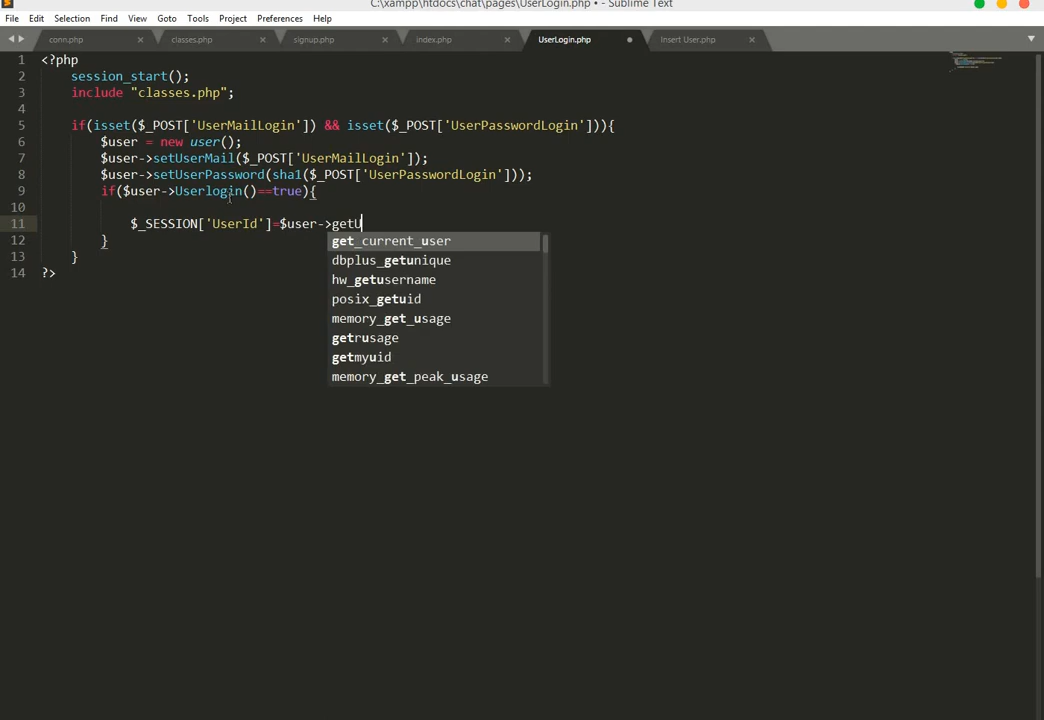 C:\xampp\htdocs\chat\pages\UserLogin.php • - Sublime Text
File Edit Selection Find View Goto Tools Project Preferences Help
conn.php × classes.php × signup.php × index.php × UserLogin.php Insert User.php ×
1 <?php
2 session_start();
3 include "classes.php";
4
5 if(isset($_POST['UserMailLogin']) && isset($_POST['UserPasswordLogin'])){
6 $user = new user();
7 $user->setUserMail($_POST['UserMailLogin']);
8 $user->setUserPassword(sha1($_POST['UserPasswordLogin']));
9 if($user->Userlogin()==true){
10
11 $_SESSION['UserId']=$user->getU
12 }
13 }
14 ?>
get_current_user
dbplus_getunique
hw_getusername
posix_getuid
memory_get_usage
getrusage
getmyuid
memory_get_peak_usage